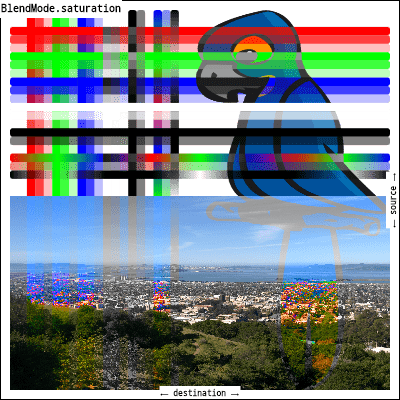 BlendMode.saturation
← source →
← destination →